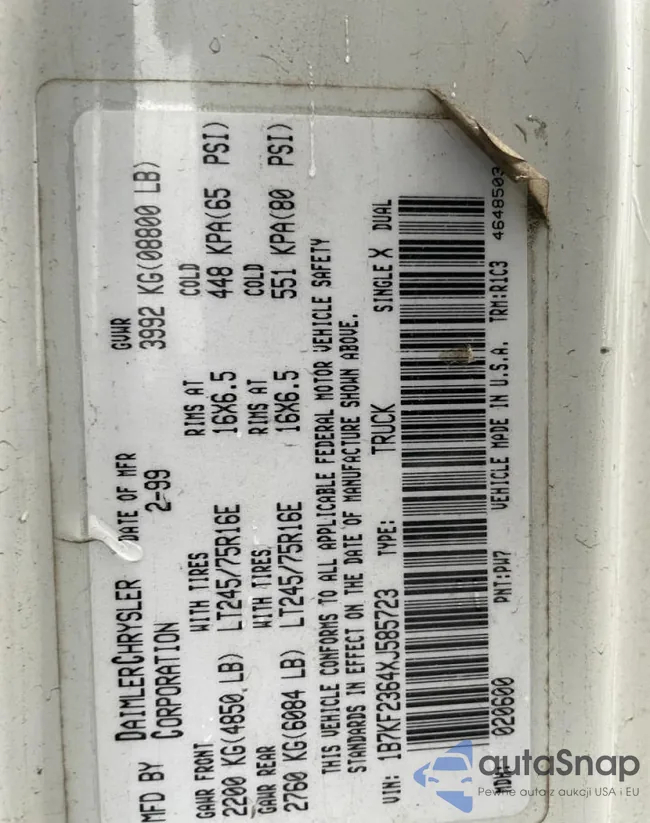 MFD BY DAIMLERCHRYSLER CORPORATION
DATE OF MFR 2-99
GVWR 3992 KG(08800 LB)
GAWR FRONT WITH TIRES RIMS AT COLD
2200 KG(4850 LB) LT245/75R16E 16X6.5 448 KPA(65 PSI)
GAWR REAR WITH TIRES RIMS AT COLD
2760 KG(6084 LB) LT245/75R16E 16X6.5 551 KPA(80 PSI)
THIS VEHICLE CONFORMS TO ALL APPLICABLE FEDERAL MOTOR VEHICLE SAFETY
STANDARDS IN EFFECT ON THE DATE OF MANUFACTURE SHOWN ABOVE.
VIN: 1B7KF2364XJ585723 TYPE: TRUCK SINGLE X DUAL
MDH: 020600 PNT:PW7 VEHICLE MADE IN U.S.A. TRM:R1C3 4648503
autoSnap
Pewne auta z aukcji USA i EU